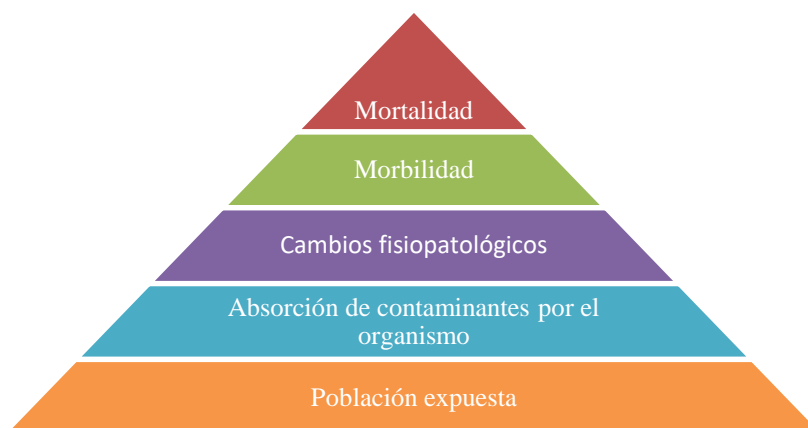 Mortalidad
Morbilidad
Cambios fisiopatológicos
Absorción de contaminantes por el
organismo
Población expuesta